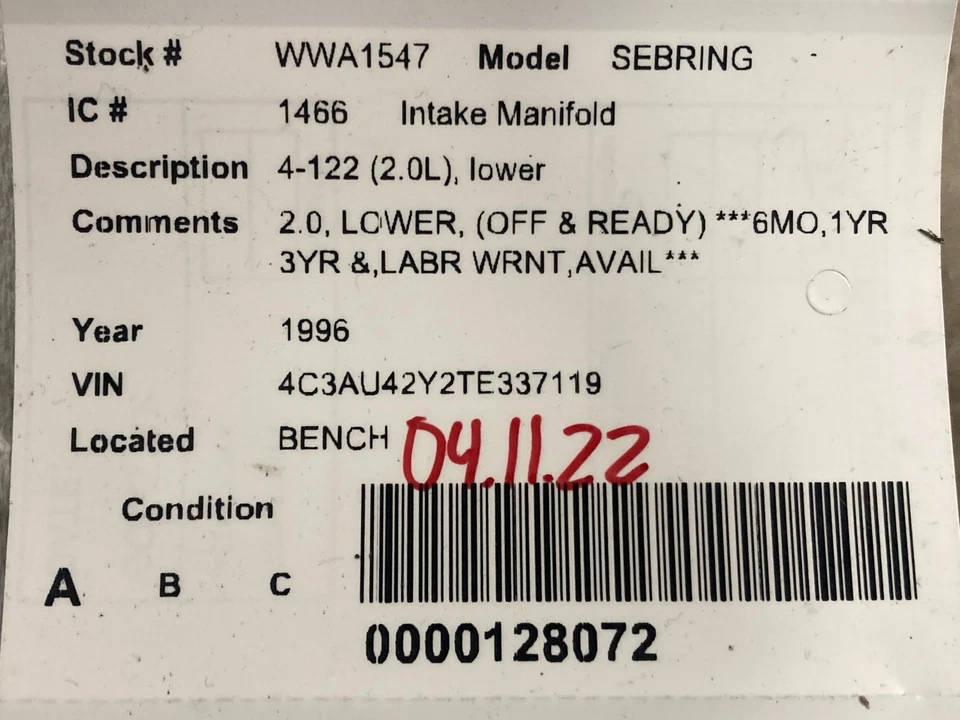 Stock # WWA1547 Model SEBRING
IC # 1466 Intake Manifold
Description 4-122 (2.0L), lower
Comments 2.0, LOWER, (OFF & READY) ***6MO,1YR
3YR &,LABR WRNT,AVAIL***
Year 1996
VIN 4C3AU42Y2TE337119
Located BENCH 04.11.22
Condition
A B C
0000128072